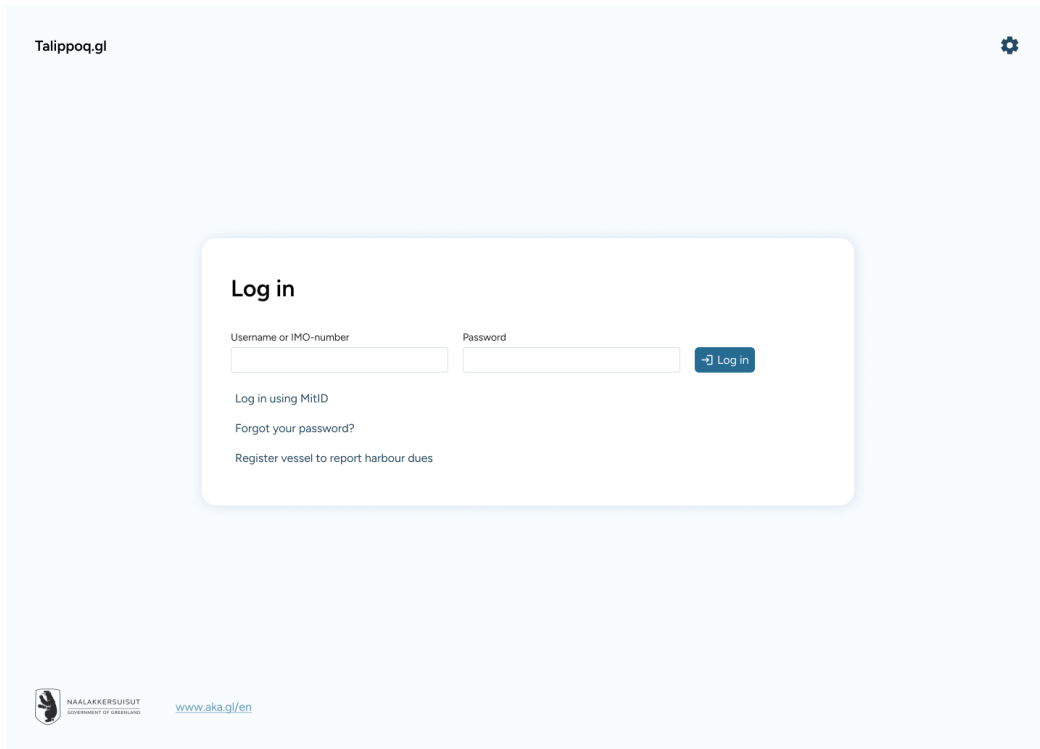 Talippoq.gl
Log in
Username or IMO-number
Password
Log in
Log in using MitID
Forgot your password?
Register vessel to report harbour dues
NAALAKKERSUISUT
GOVERNMENT OF GREENLAND
www.aka.gl/en